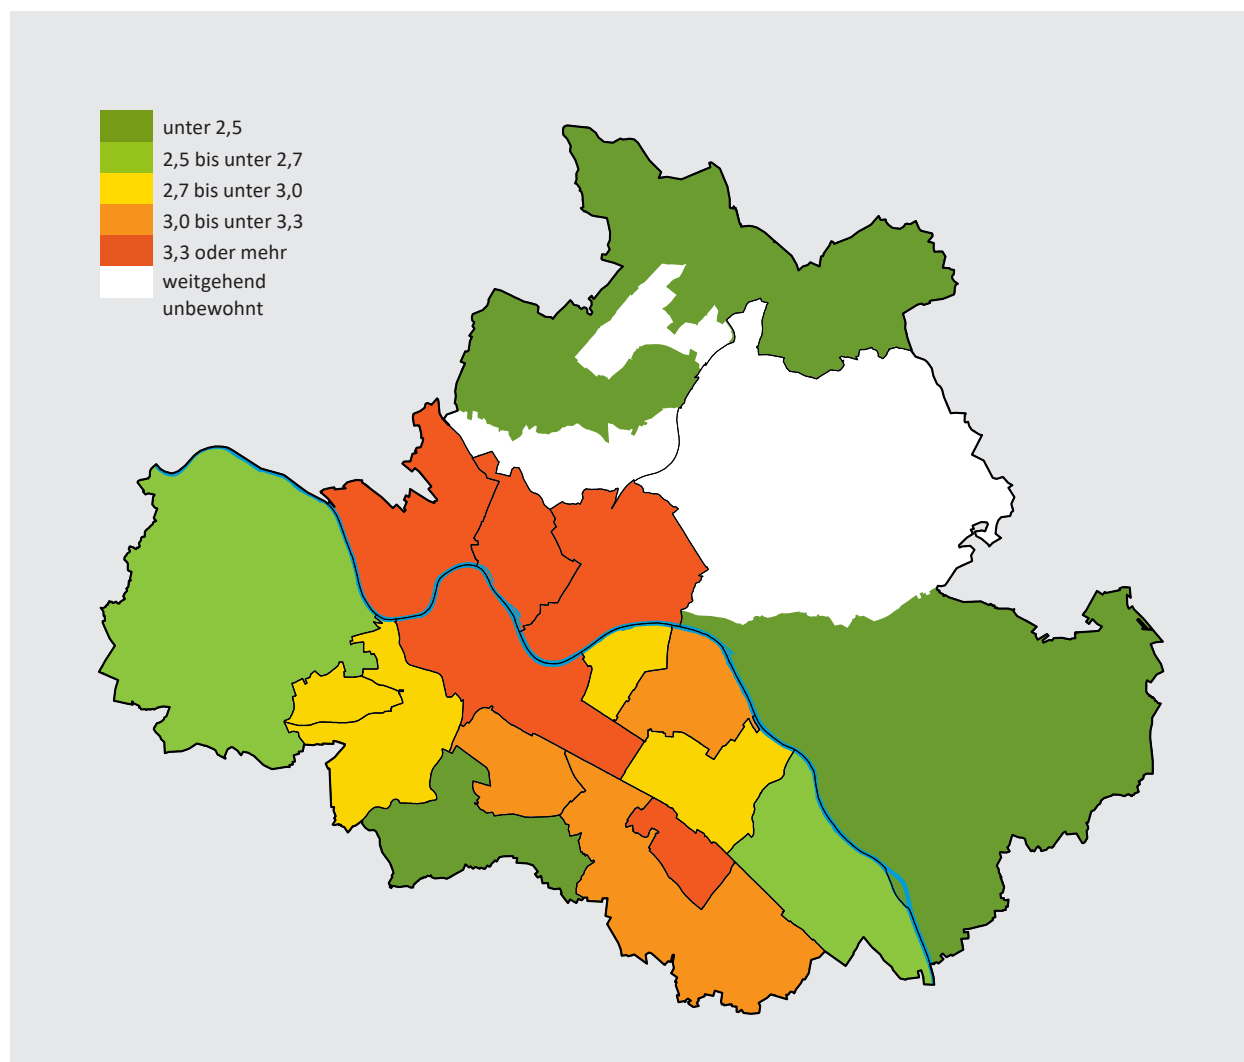 unter 2,5
2,5 bis unter 2,7
2,7 bis unter 3,0
3,0 bis unter 3,3
3,3 oder mehr
weitgehend
unbewohnt